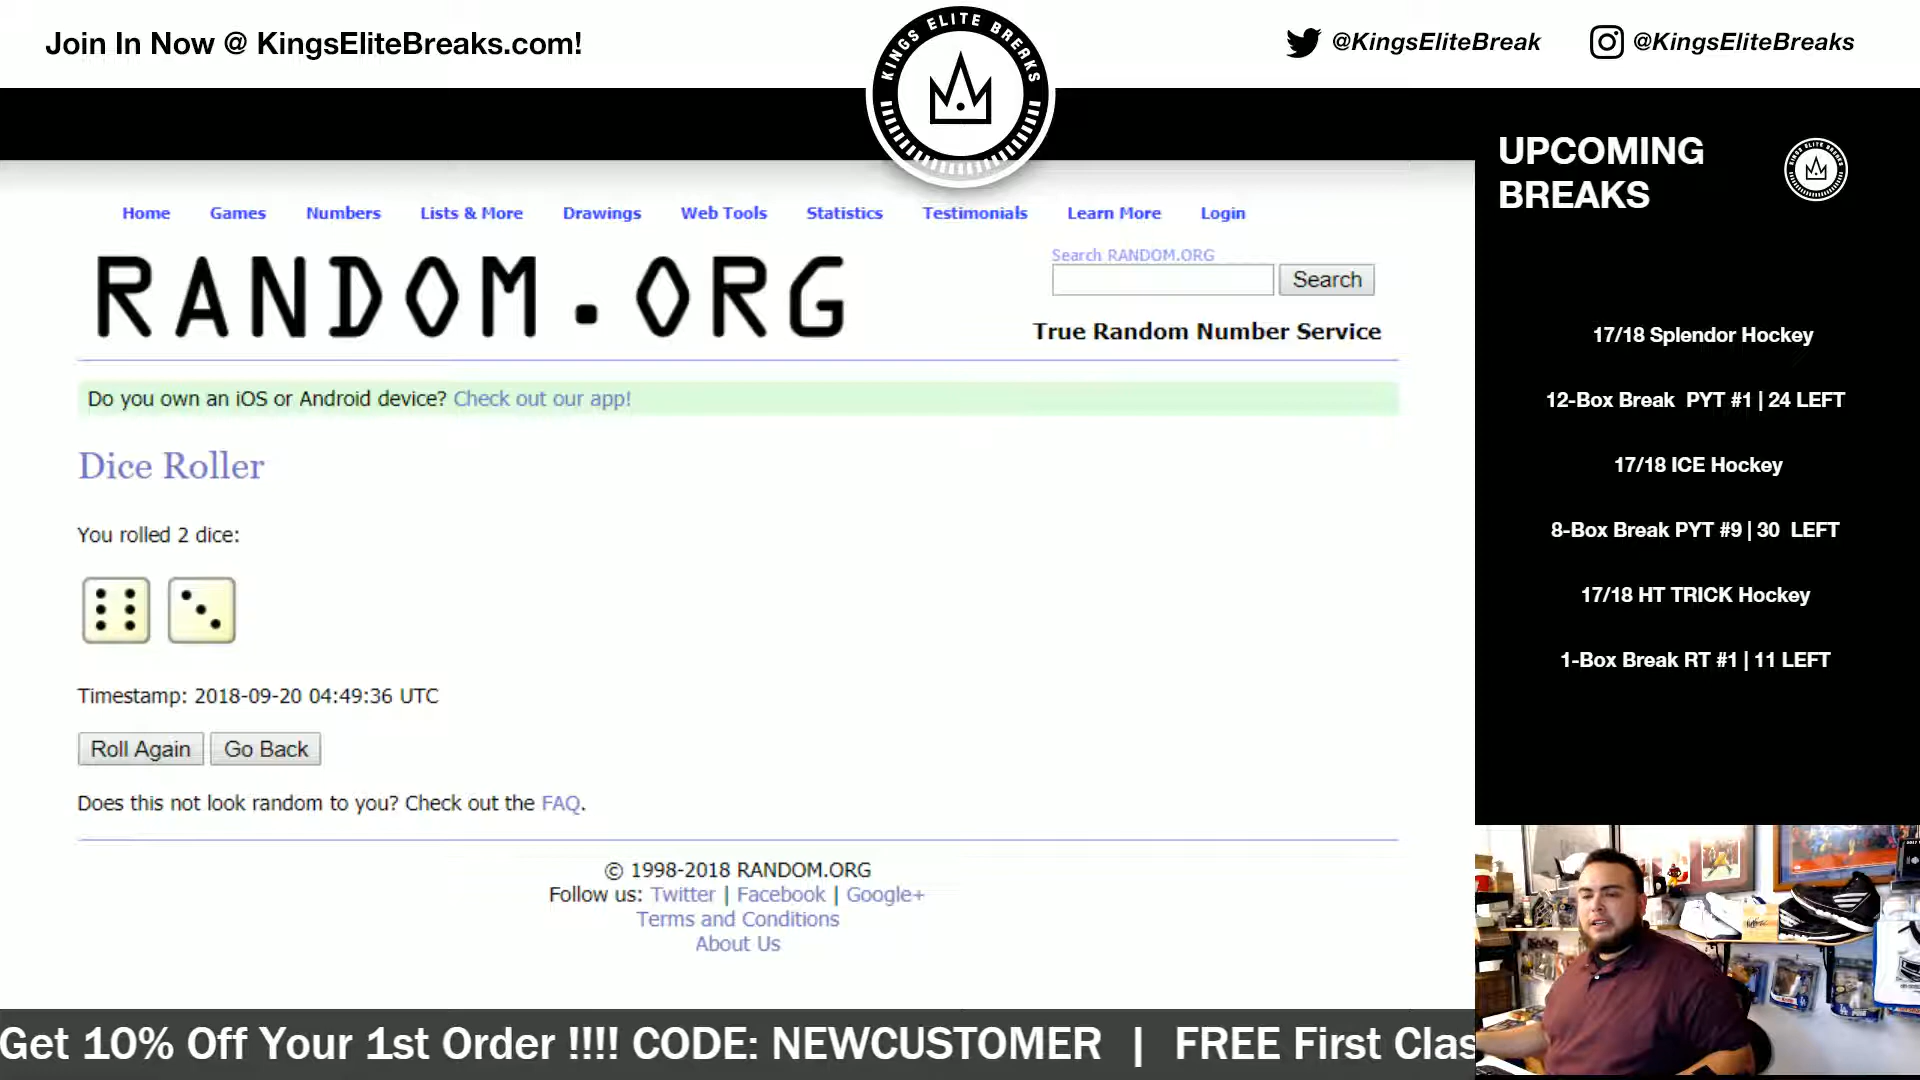 Join In Now @ KingsEliteBreaks.com!
KINGS ELITE BREAKS
@KingsEliteBreak
@KingsEliteBreaks
UPCOMING
BREAKS
KINGS ELITE BREAKS
Home Games Numbers Lists & More Drawings Web Tools Statistics Testimonials Learn More Login
RANDOM.ORG
Search RANDOM.ORG
Search
True Random Number Service
Do you own an iOS or Android device? Check out our app!
Dice Roller
You rolled 2 dice:
Timestamp: 2018-09-20 04:49:36 UTC
Roll Again Go Back
Does this not look random to you? Check out the FAQ.
© 1998-2018 RANDOM.ORG
Follow us: Twitter | Facebook | Google+
Terms and Conditions
About Us
17/18 Splendor Hockey
12-Box Break PYT #1 | 24 LEFT
17/18 ICE Hockey
8-Box Break PYT #9 | 30 LEFT
17/18 HT TRICK Hockey
1-Box Break RT #1 | 11 LEFT
Get 10% Off Your 1st Order !!!! CODE: NEWCUSTOMER | FREE First Clas